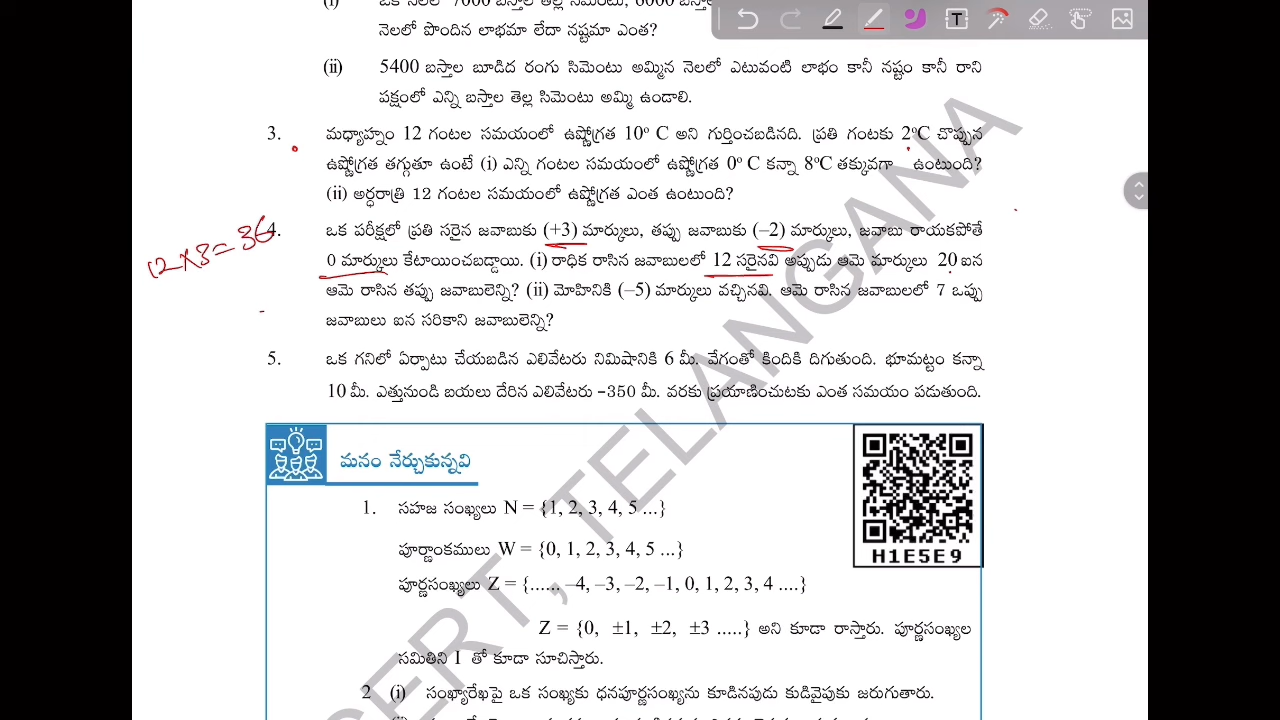 (i) ఒక నెలలో 7000 బస్తాల తెల్ల సిమెంటు, 6000 బస్తాల
నెలలో పొందిన లాభమా లేదా నష్టమా ఎంత?
(ii) 5400 బస్తాల బూడిద రంగు సిమెంటు అమ్మిన నెలలో ఎటువంటి లాభం కానీ నష్టం కానీ రాని
పక్షంలో ఎన్ని బస్తాల తెల్ల సిమెంటు అమ్మి ఉండాలి.
3. మధ్యాహ్నం 12 గంటల సమయంలో ఉష్ణోగ్రత 10° C అని గుర్తించబడినది. ప్రతి గంటకు 2°C చొప్పున
ఉష్ణోగ్రత తగ్గుతూ ఉంటే (i) ఎన్ని గంటల సమయంలో ఉష్ణోగ్రత 0° C కన్నా 8°C తక్కువగా ఉంటుంది?
(ii) అర్ధరాత్రి 12 గంటల సమయంలో ఉష్ణోగ్రత ఎంత ఉంటుంది?
4. ఒక పరీక్షలో ప్రతి సరైన జవాబుకు (+3) మార్కులు, తప్పు జవాబుకు (–2) మార్కులు, జవాబు రాయకపోతే
12×3=36
0 మార్కులు కేటాయించబడ్డాయి. (i) రాధిక రాసిన జవాబులలో 12 సరైనవి అప్పుడు ఆమె మార్కులు 20 ఐన
ఆమె రాసిన తప్పు జవాబులెన్ని? (ii) మోహినికి (–5) మార్కులు వచ్చినవి. ఆమె రాసిన జవాబులలో 7 ఒప్పు
జవాబులు ఐన సరికాని జవాబులెన్ని?
5. ఒక గనిలో ఏర్పాటు చేయబడిన ఎలివేటరు నిమిషానికి 6 మీ. వేగంతో కిందికి దిగుతుంది. భూమట్టం కన్నా
10 మీ. ఎత్తునుండి బయలు దేరిన ఎలివేటరు –350 మీ. వరకు ప్రయాణించుటకు ఎంత సమయం పడుతుంది.
మనం నేర్చుకున్నవి
H1E5E9
1. సహజ సంఖ్యలు N = {1, 2, 3, 4, 5 ...}
పూర్ణాంకములు W = {0, 1, 2, 3, 4, 5 ...}
పూర్ణసంఖ్యలు Z = {...... –4, –3, –2, –1, 0, 1, 2, 3, 4 ....}
Z = {0, ±1, ±2, ±3 .....} అని కూడా రాస్తారు. పూర్ణసంఖ్యల
సమితిని I తో కూడా సూచిస్తారు.
2 (i) సంఖ్యారేఖపై ఒక సంఖ్యకు ధనపూర్ణసంఖ్యను కూడినపుడు కుడివైపుకు జరుగుతారు.
CERT, TELANGANA